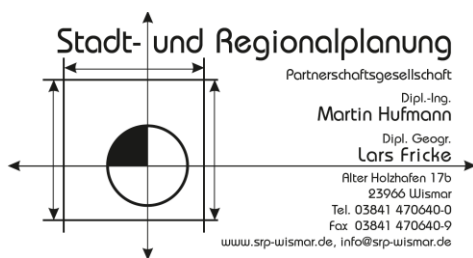 Stadt- und Regionalplanung
Partnerschaftsgesellschaft
Dipl.-Ing.
Martin Hufmann
Dipl. Geogr.
Lars Fricke
Alter Holzhafen 17b
23966 Wismar
Tel. 03841 470640-0
Fax 03841 470640-9
www.srp-wismar.de, info@srp-wismar.de